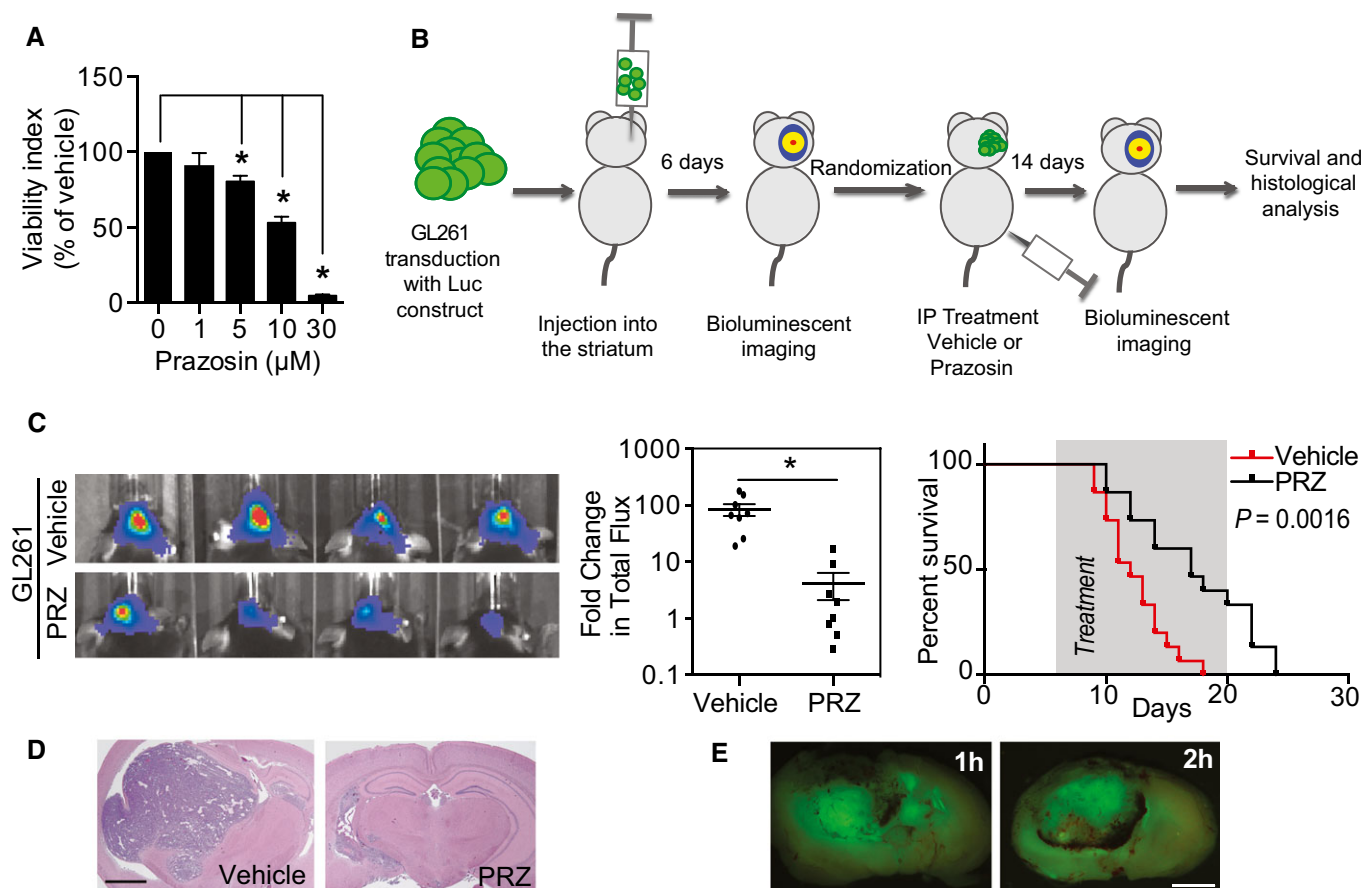 A
150
100
50
0
Viability index
(% of vehicle)
*
*
*
0 1 5 10 30
Prazosin (µM)
B
GL261
transduction
with Luc
construct
Injection into
the striatum
6 days
Bioluminescent
imaging
Randomization
IP Treatment
Vehicle or
Prazosin
14 days
Bioluminescent
imaging
Survival and
histological
analysis
C
GL261
Vehicle
PRZ
Fold Change
in Total Flux
1000
100
10
1
0.1
*
Vehicle PRZ
Percent survival
100
50
0
Treatment
Vehicle
PRZ
P = 0.0016
0 10 20 30
Days
D
Vehicle
PRZ
E
1h
2h